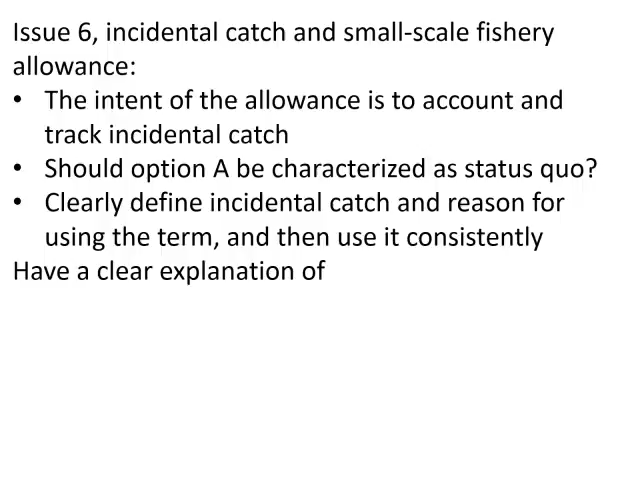 Issue 6, incidental catch and small-scale fishery
allowance:
• The intent of the allowance is to account and
track incidental catch
• Should option A be characterized as status quo?
• Clearly define incidental catch and reason for
using the term, and then use it consistently
Have a clear explanation of